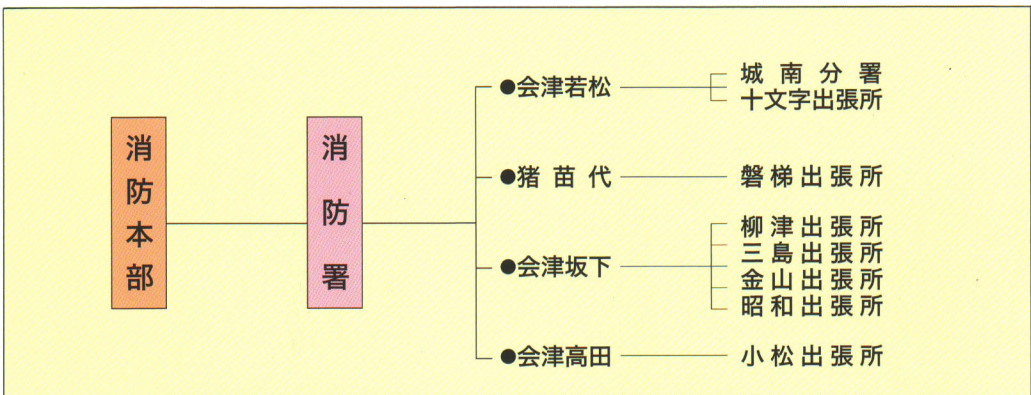 消防本部
消防署
●会津若松
城南分署
十文字出張所
●猪苗代
磐梯出張所
●会津坂下
柳津出張所
三島出張所
金山出張所
昭和出張所
●会津高田
小松出張所